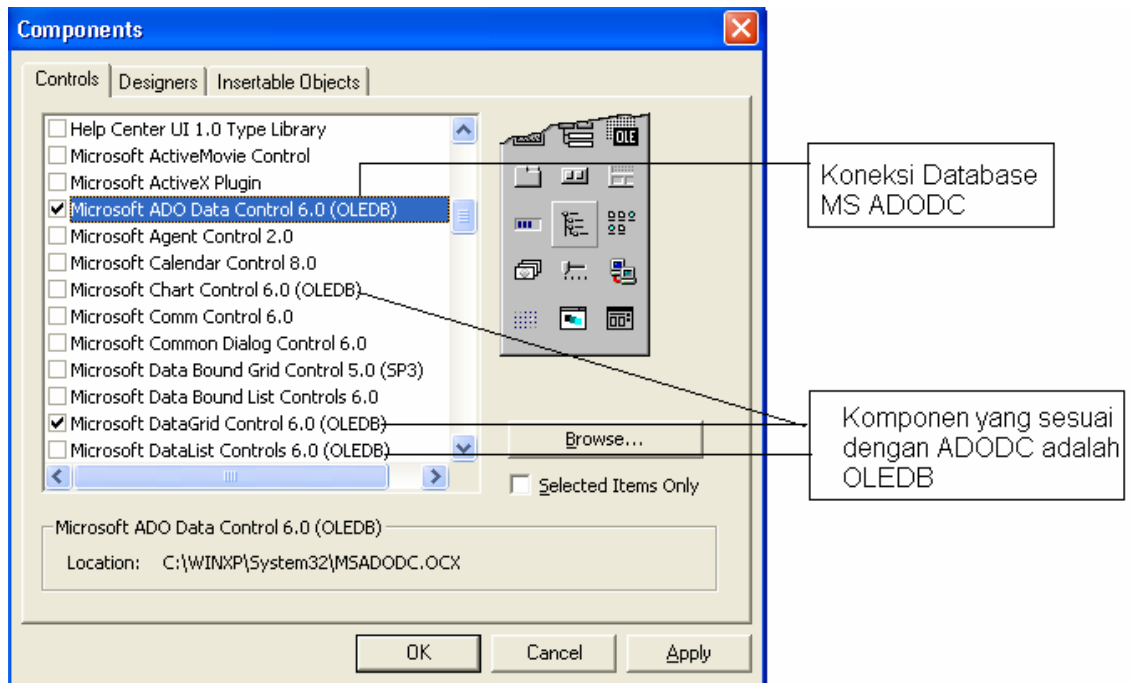 Components
Controls
Designers
Insertable Objects
Help Center UI 1.0 Type Library
Microsoft ActiveMovie Control
Microsoft ActiveX Plugin
Microsoft ADO Data Control 6.0 (OLEDB)
Microsoft Agent Control 2.0
Microsoft Calendar Control 8.0
Microsoft Chart Control 6.0 (OLEDB)
Microsoft Comm Control 6.0
Microsoft Common Dialog Control 6.0
Microsoft Data Bound Grid Control 5.0 (SP3)
Microsoft Data Bound List Controls 6.0
Microsoft DataGrid Control 6.0 (OLEDB)
Microsoft DataList Controls 6.0 (OLEDB)
OLE
Browse...
Selected Items Only
Microsoft ADO Data Control 6.0 (OLEDB)
Location: C:\WINXP\System32\MSADODC.OCX
OK
Cancel
Apply
Koneksi Database
MS ADODC
Komponen yang sesuai
dengan ADODC adalah
OLEDB